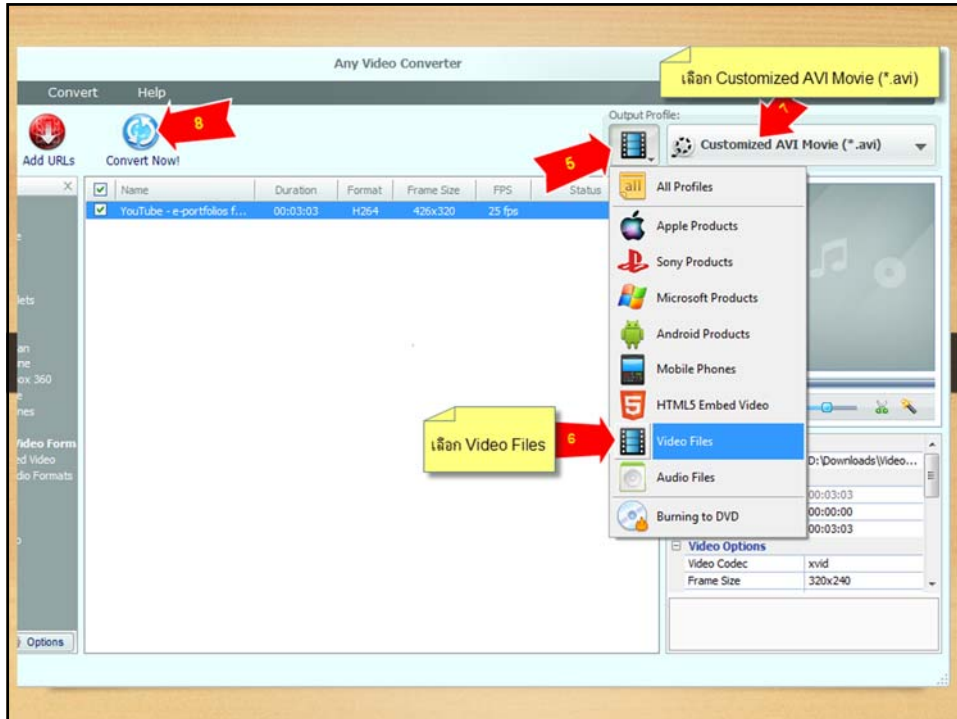 Any Video Converter
เลือก Customized AVI Movie (*.avi)
Convert Help
8
7
Output Profile:
Add URLs
Convert Now!
5
Customized AVI Movie (*.avi)
Name Duration Format Frame Size FPS Status
YouTube - e-portfolios f... 00:03:03 H264 426x320 25 fps
all All Profiles
Apple Products
Sony Products
Microsoft Products
Android Products
Mobile Phones
HTML5 Embed Video
เลือก Video Files
6
Video Files
Audio Files
Burning to DVD
ox 360
Video Form
ed Video
dio Formats
D:\Downloads\Video...
00:03:03
00:00:00
00:03:03
Video Options
Video Codec xvid
Frame Size 320x240
Options